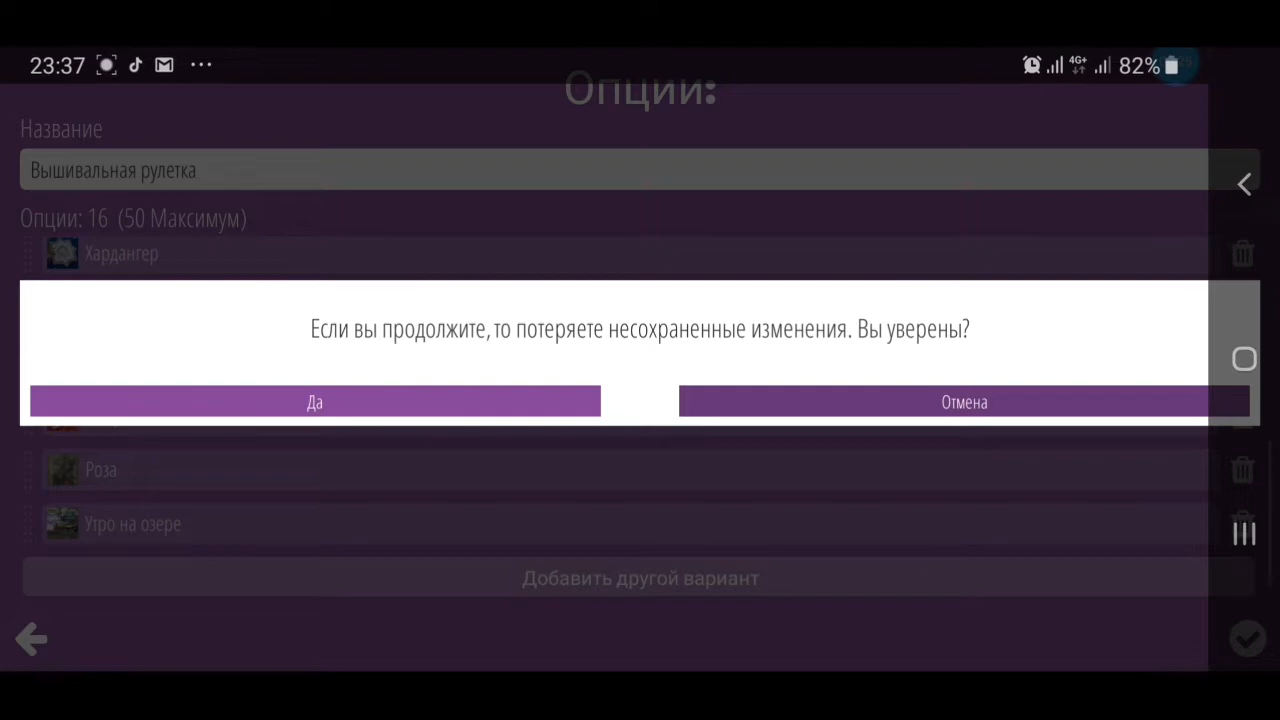 23:37 ... 4G+ 82%
Опции:
Название
Вышивальная рулетка
Опции: 16 (50 Максимум)
Хардангер
Если вы продолжите, то потеряете несохраненные изменения. Вы уверены?
Да
Отмена
Роза
Утро на озере
Добавить другой вариант